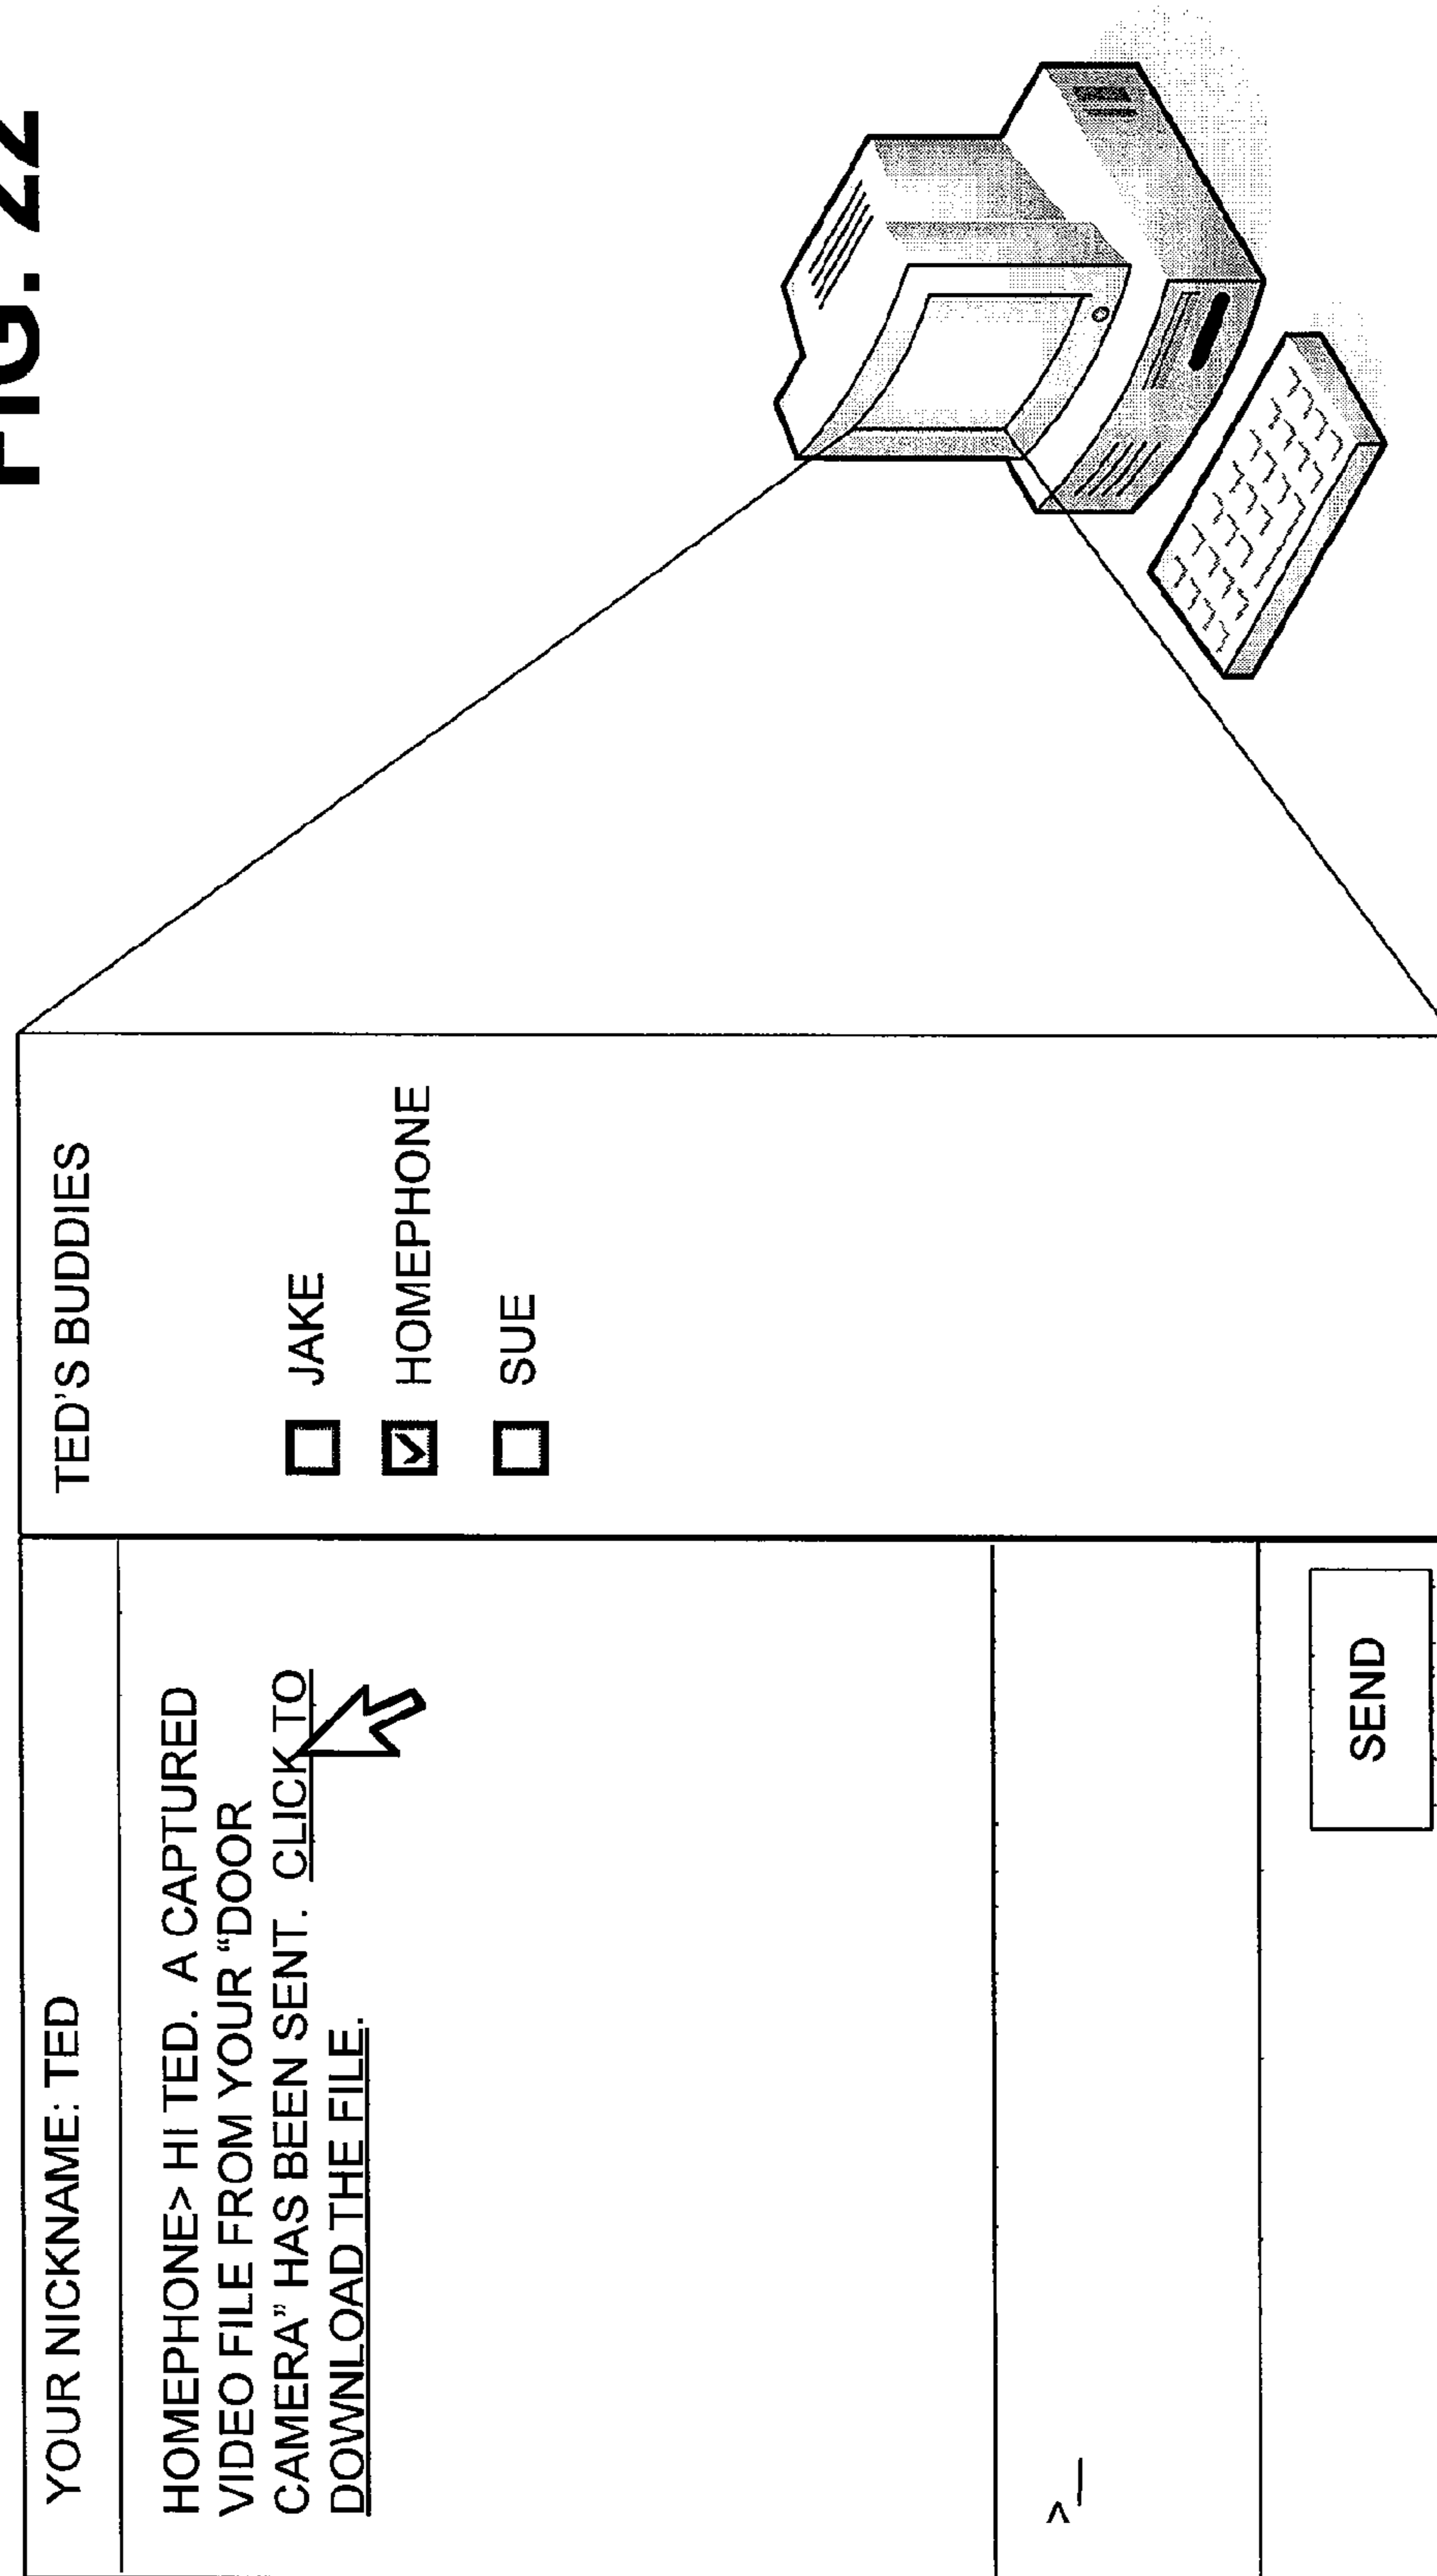 FIG. 22
YOUR NICKNAME: TED
HOMEPHONE> HI TED. A CAPTURED
VIDEO FILE FROM YOUR "DOOR
CAMERA" HAS BEEN SENT. CLICK TO
DOWNLOAD THE FILE.
>
SEND
TED'S BUDDIES
JAKE
HOMEPHONE
SUE